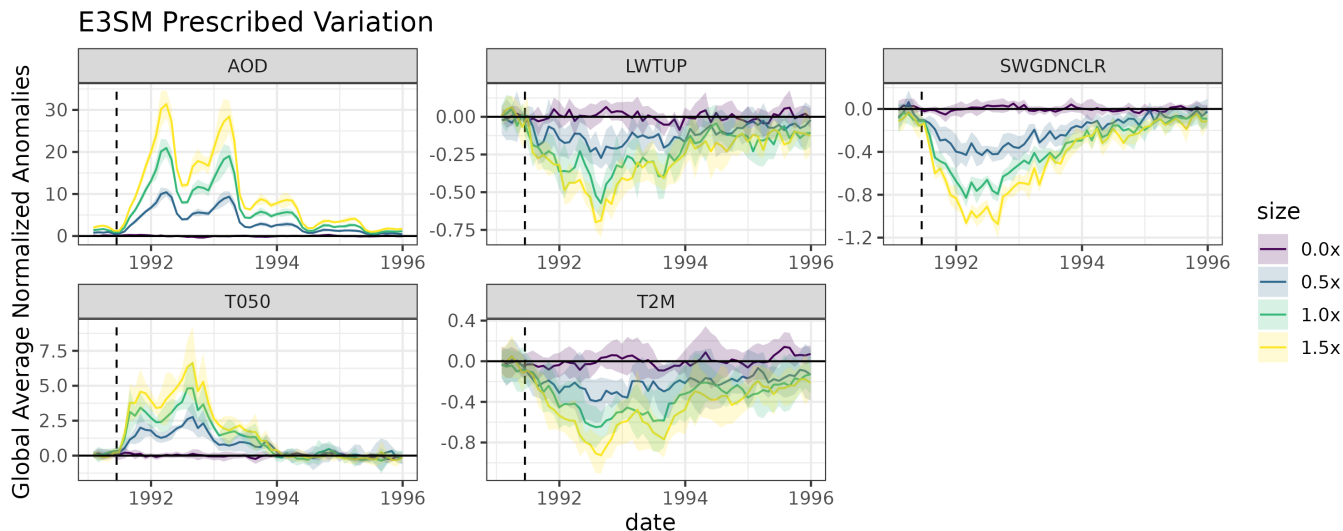 E3SM Prescribed Variation
Global Average Normalized Anomalies
AOD
30
20
10
0
1992
1994
1996
LWTUP
0.00
-0.25
-0.50
-0.75
1992
1994
1996
SWGDNCLR
0.0
-0.4
-0.8
-1.2
1992
1994
1996
T050
7.5
5.0
2.5
0.0
1992
1994
1996
T2M
0.4
0.0
-0.4
-0.8
1992
1994
1996
date
size
0.0x
0.5x
1.0x
1.5x